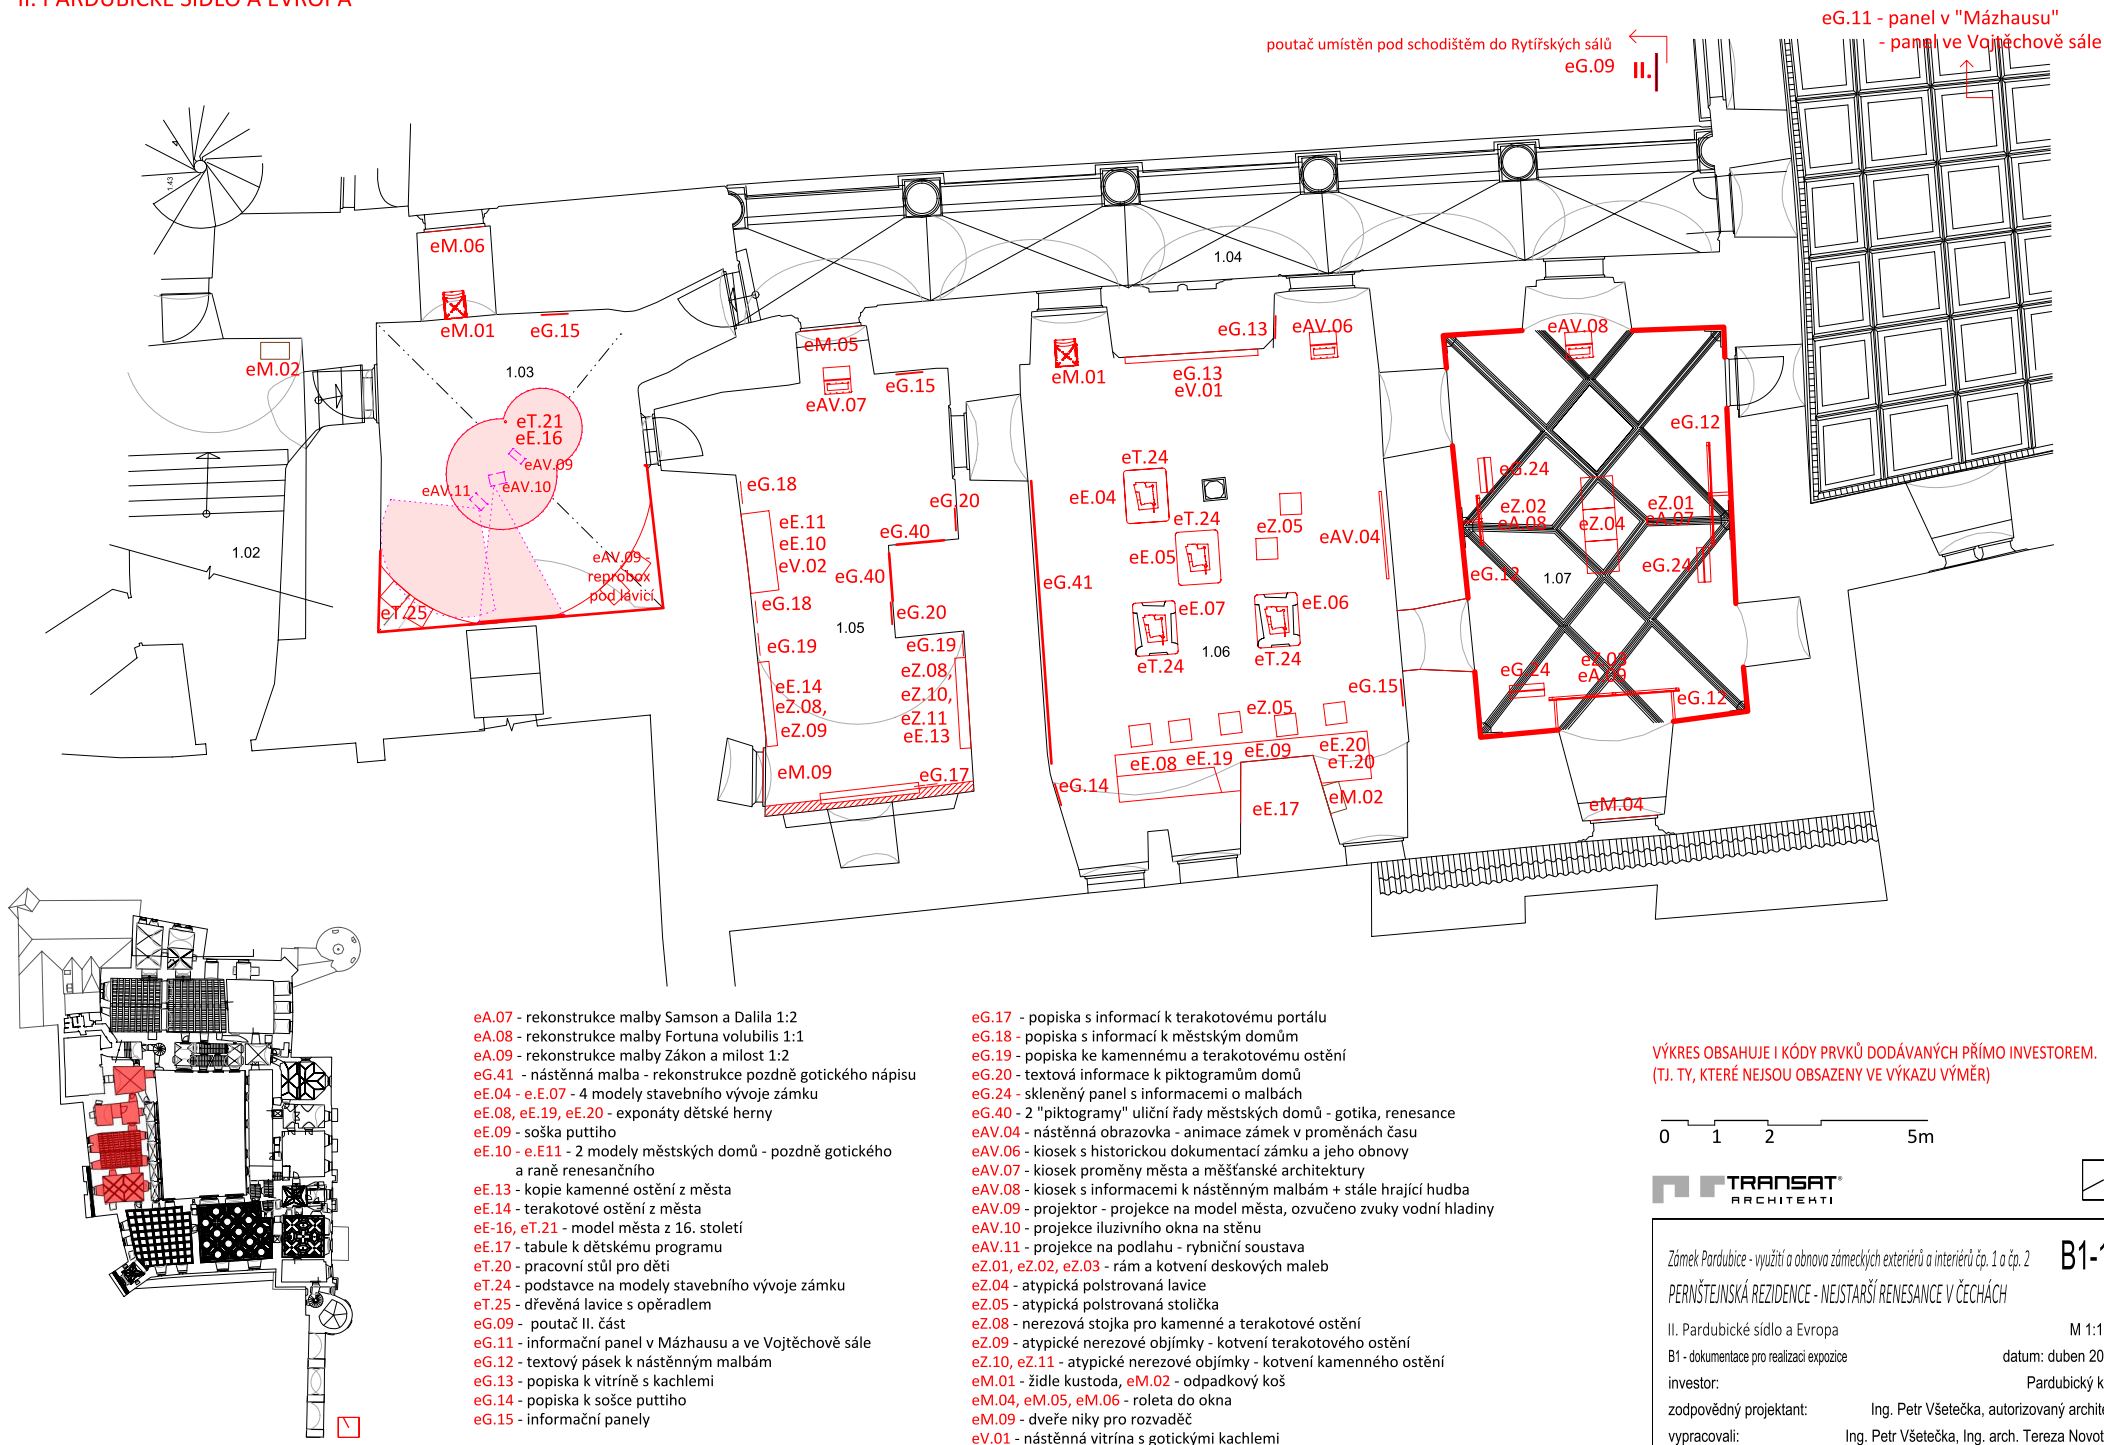 II. PARDUBICKÉ SÍDLO A EVROPA
eG.11 - panel v "Mázhausu"
- panel ve Vojtěchově sále
poutač umístěn pod schodištěm do Rytířských sálů
eG.09
II.
1.43
eM.06
eM.01
eG.15
eM.02
1.03
eT.21
eE.16
eAV.09
eAV.10
eAV.11
eAV.09 -
reprobox
pod lavicí
eT.25
1.02
1.04
eM.05
eAV.07
eG.15
eG.18
eG.20
eE.11
eE.10
eV.02
eG.40
eG.40
eG.18
eG.20
1.05
eG.19
eG.19
eE.14
eZ.08,
eZ.09
eZ.08,
eZ.10,
eZ.11
eE.13
eM.09
eG.17
eG.13
eAV.06
eM.01
eG.13
eV.01
eT.24
eE.04
eT.24
eZ.05
eAV.04
eE.05
eG.41
eE.07
eE.06
eT.24
1.06
eT.24
eG.15
eZ.05
eE.08
eE.19
eE.09
eE.20
eT.20
eG.14
eE.17
eM.02
eAV.08
eG.12
eG.24
eZ.02
eA.08
eZ.04
eZ.01
eA.07
eG.12
1.07
eG.24
eG.24
eZ.03
eA.09
eG.12
eM.04
eA.07 - rekonstrukce malby Samson a Dalila 1:2
eA.08 - rekonstrukce malby Fortuna volubilis 1:1
eA.09 - rekonstrukce malby Zákon a milost 1:2
eG.41 - nástěnná malba - rekonstrukce pozdně gotického nápisu
eE.04 - e.E.07 - 4 modely stavebního vývoje zámku
eE.08, eE.19, eE.20 - exponáty dětské herny
eE.09 - soška puttiho
eE.10 - e.E11 - 2 modely městských domů - pozdně gotického
a raně renesančního
eE.13 - kopie kamenné ostění z města
eE.14 - terakotové ostění z města
eE-16, eT.21 - model města z 16. století
eE.17 - tabule k dětskému programu
eT.20 - pracovní stůl pro děti
eT.24 - podstavce na modely stavebního vývoje zámku
eT.25 - dřevěná lavice s opěradlem
eG.09 - poutač II. část
eG.11 - informační panel v Mázhausu a ve Vojtěchově sále
eG.12 - textový pásek k nástěnným malbám
eG.13 - popiska k vitríně s kachlemi
eG.14 - popiska k sošce puttiho
eG.15 - informační panely
eG.17 - popiska s informací k terakotovému portálu
eG.18 - popiska s informací k městským domům
eG.19 - popiska ke kamennému a terakotovému ostění
eG.20 - textová informace k piktogramům domů
eG.24 - skleněný panel s informacemi o malbách
eG.40 - 2 "piktogramy" uliční řady městských domů - gotika, renesance
eAV.04 - nástěnná obrazovka - animace zámek v proměnách času
eAV.06 - kiosek s historickou dokumentací zámku a jeho obnovy
eAV.07 - kiosek proměny města a měšťanské architektury
eAV.08 - kiosek s informacemi k nástěnným malbám + stále hrající hudba
eAV.09 - projektor - projekce na model města, ozvučeno zvuky vodní hladiny
eAV.10 - projekce iluzivního okna na stěnu
eAV.11 - projekce na podlahu - rybniční soustava
eZ.01, eZ.02, eZ.03 - rám a kotvení deskových maleb
eZ.04 - atypická polstrovaná lavice
eZ.05 - atypická polstrovaná stolička
eZ.08 - nerezová stojka pro kamenné a terakotové ostění
eZ.09 - atypické nerezové objímky - kotvení terakotového ostění
eZ.10, eZ.11 - atypické nerezové objímky - kotvení kamenného ostění
eM.01 - židle kustoda, eM.02 - odpadkový koš
eM.04, eM.05, eM.06 - roleta do okna
eM.09 - dveře niky pro rozvaděč
eV.01 - nástěnná vitrína s gotickými kachlemi
VÝKRES OBSAHUJE I KÓDY PRVKŮ DODÁVANÝCH PŘÍMO INVESTOREM.
(TJ. TY, KTERÉ NEJSOU OBSAZENY VE VÝKAZU VÝMĚR)
0 1 2 5m
TRANSAT®
ARCHITEKTI
Zámek Pardubice - využití a obnova zámeckých exteriérů a interiérů čp. 1 a čp. 2
B1-1
PERNŠTEJNSKÁ REZIDENCE - NEJSTARŠÍ RENESANCE V ČECHÁCH
II. Pardubické sídlo a Evropa
M 1:1
B1 - dokumentace pro realizaci expozice
datum: duben 20
investor:
Pardubický k
zodpovědný projektant:
Ing. Petr Všetečka, autorizovaný archite
vypracovali:
Ing. Petr Všetečka, Ing. arch. Tereza Novot